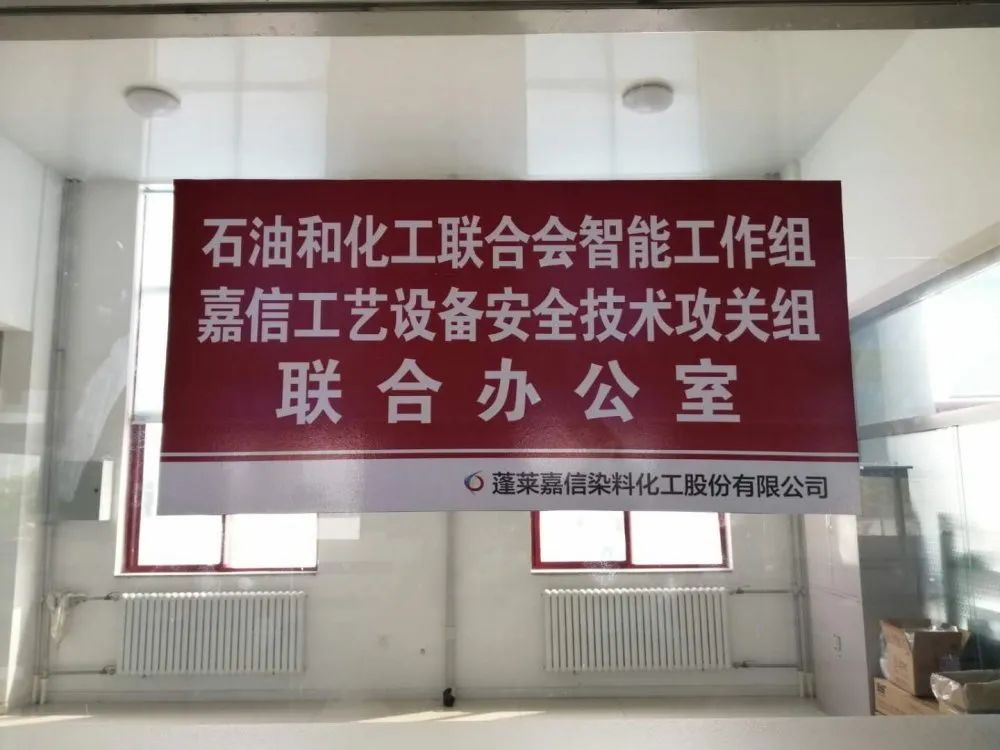 石油和化工联合会智能工作组
嘉信工艺设备安全技术攻关组
联合办公室
蓬莱嘉信染料化工股份有限公司